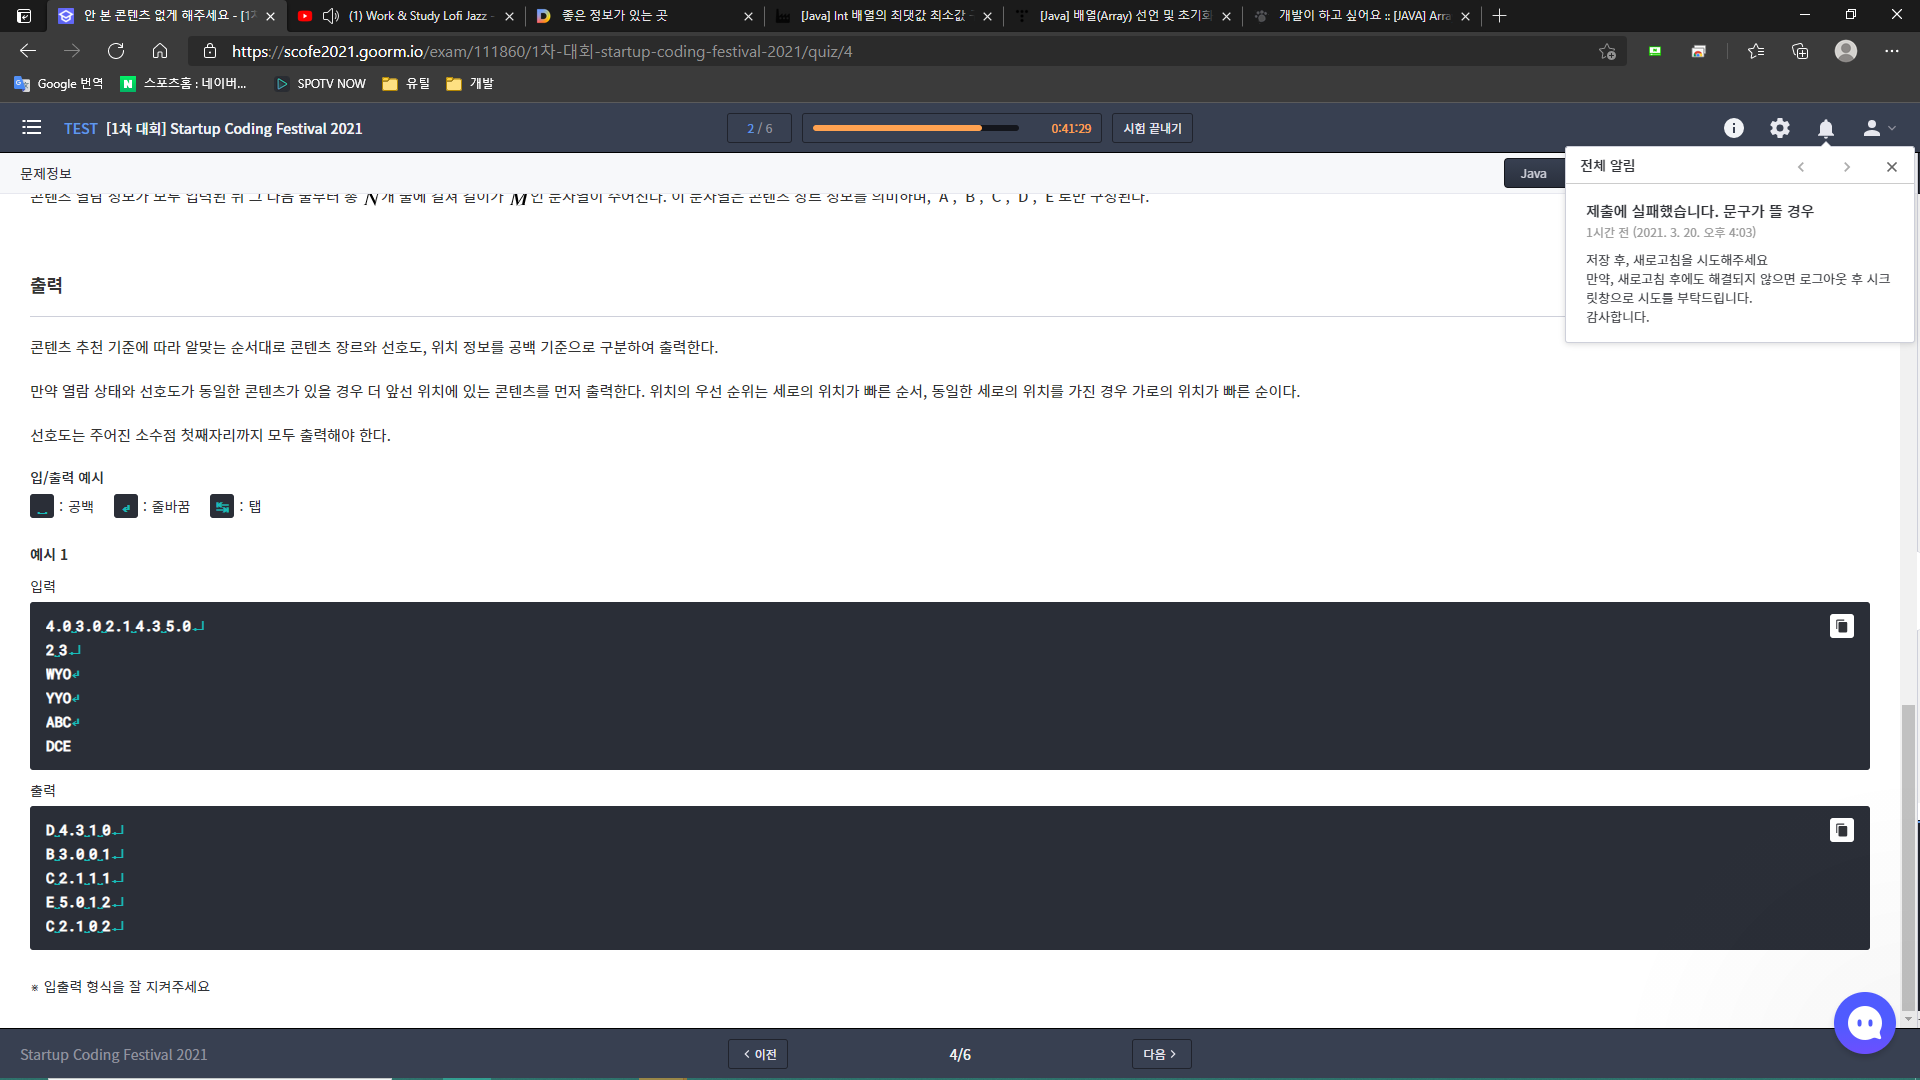 안 본 콘텐츠 없게 해주세요 - [1
(1) Work & Study Lofi Jazz -
좋은 정보가 있는 곳
[Java] Int 배열의 최댓값 최소값
[Java] 배열(Array) 선언 및 초기화
개발이 하고 싶어요 :: [JAVA] Arra
https://scofe2021.goorm.io/exam/111860/1차-대회-startup-coding-festival-2021/quiz/4
Google 번역
스포츠홈 : 네이버...
SPOTV NOW
유틸
개발
TEST [1차 대회] Startup Coding Festival 2021
2 / 6
0:41:29
시험 끝내기
문제정보
Java
전체 알림
제출에 실패했습니다. 문구가 뜰 경우
1시간 전 (2021. 3. 20. 오후 4:03)
저장 후, 새로고침을 시도해주세요
만약, 새로고침 후에도 해결되지 않으면 로그아웃 후 시크
릿창으로 시도를 부탁드립니다.
감사합니다.
콘텐츠 열람 정보가 모두 입력된 뒤 그 다음 줄부터 총 N개 줄에 걸쳐 길이가 M인 문자열이 주어진다. 이 문자열은 콘텐츠 장르 정보를 의미하며, A , B , C , D , E 로만 구성된다.
출력
콘텐츠 추천 기준에 따라 알맞는 순서대로 콘텐츠 장르와 선호도, 위치 정보를 공백 기준으로 구분하여 출력한다.
만약 열람 상태와 선호도가 동일한 콘텐츠가 있을 경우 더 앞선 위치에 있는 콘텐츠를 먼저 출력한다. 위치의 우선 순위는 세로의 위치가 빠른 순서, 동일한 세로의 위치를 가진 경우 가로의 위치가 빠른 순이다.
선호도는 주어진 소수점 첫째자리까지 모두 출력해야 한다.
입/출력 예시
: 공백 : 줄바꿈 : 탭
예시 1
입력
4.0 3.0 2.1 4.3 5.0
2 3
WYO
YYO
ABC
DCE
출력
D 4.3 1 0
B 3.0 0 1
C 2.1 1 1
E 5.0 1 2
C 2.1 0 2
※ 입출력 형식을 잘 지켜주세요
Startup Coding Festival 2021
이전
4/6
다음